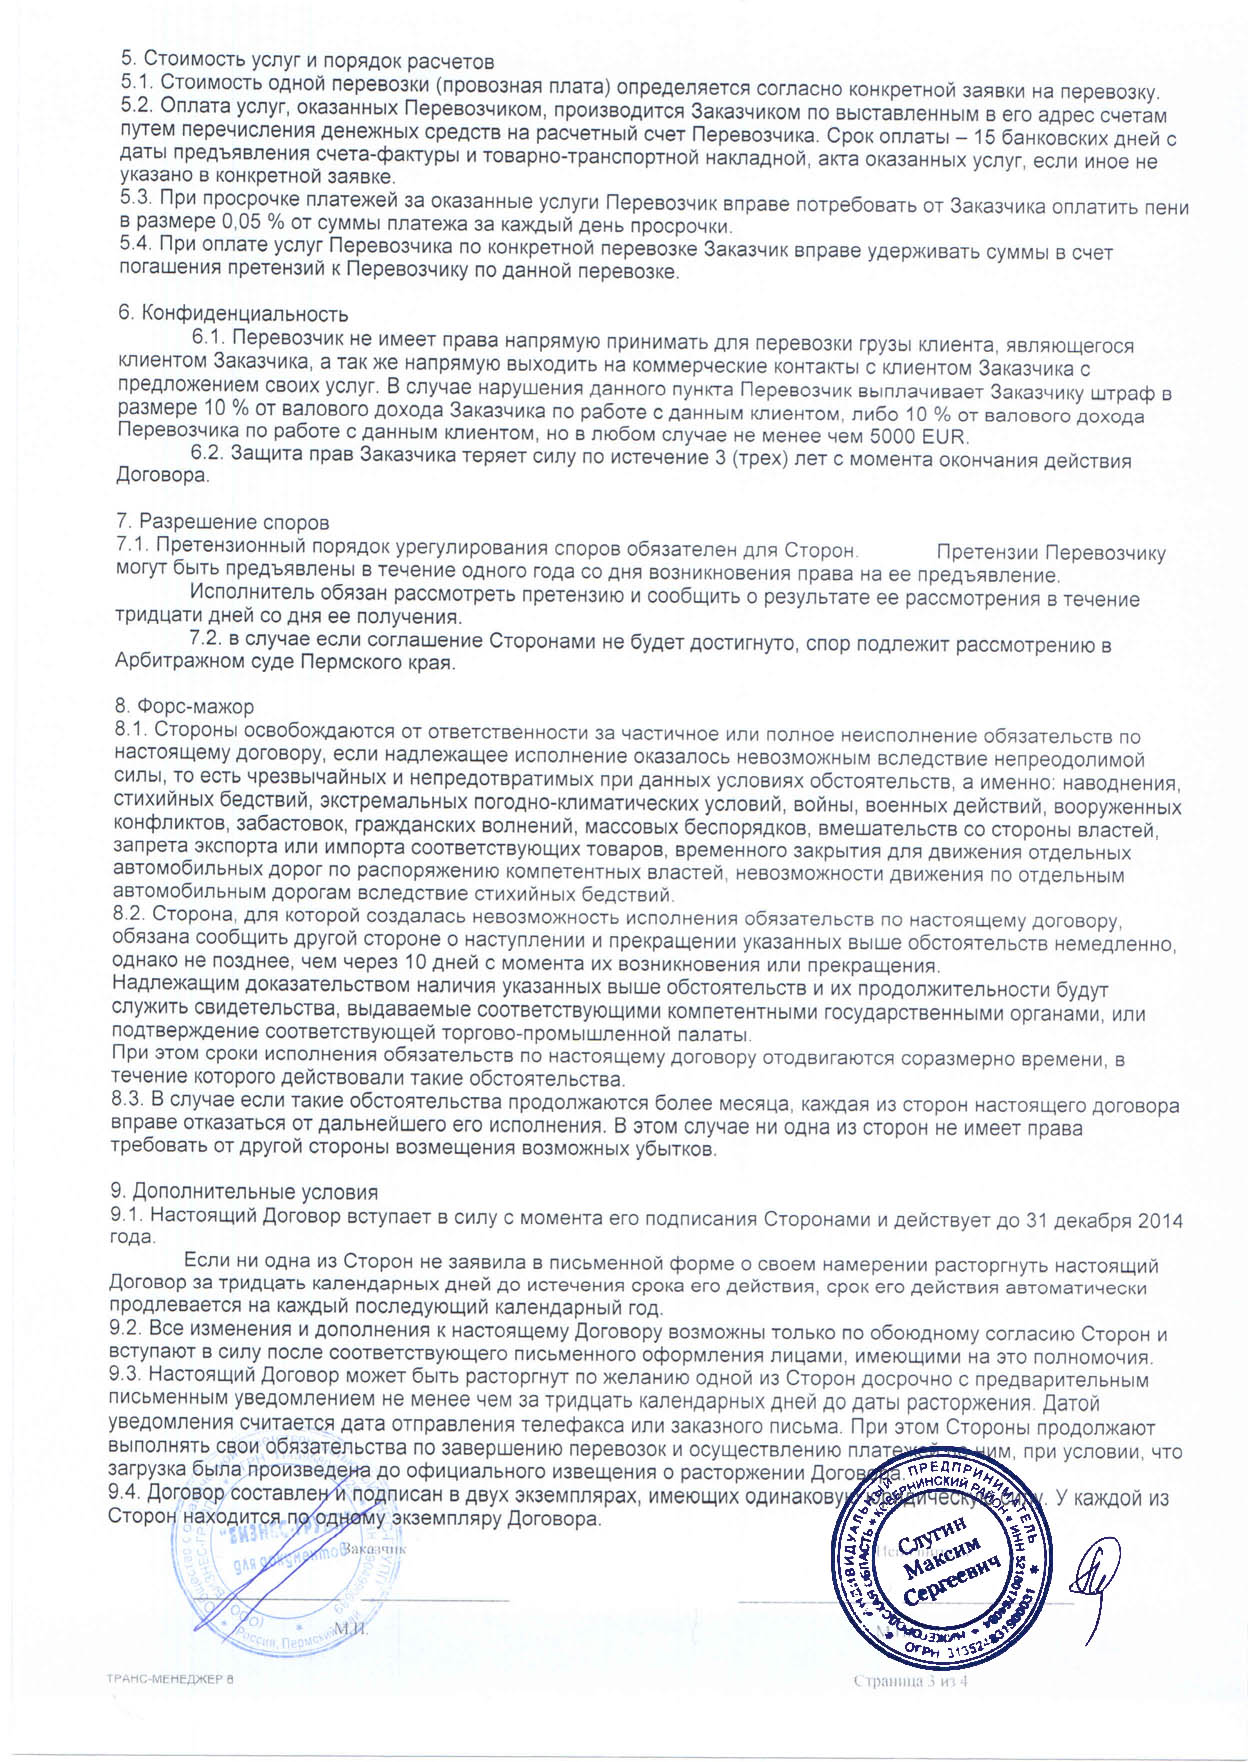 5. Стоимость услуг и порядок расчетов
5.1. Стоимость одной перевозки (провозная плата) определяется согласно конкретной заявки на перевозку.
5.2. Оплата услуг, оказанных Перевозчиком, производится Заказчиком по выставленным в его адрес счетам
путем перечисления денежных средств на расчетный счет Перевозчика. Срок оплаты – 15 банковских дней с
даты предъявления счета-фактуры и товарно-транспортной накладной, акта оказанных услуг, если иное не
указано в конкретной заявке.
5.3. При просрочке платежей за оказанные услуги Перевозчик вправе потребовать от Заказчика оплатить пени
в размере 0,05 % от суммы платежа за каждый день просрочки.
5.4. При оплате услуг Перевозчика по конкретной перевозке Заказчик вправе удерживать суммы в счет
погашения претензий к Перевозчику по данной перевозке.
6. Конфиденциальность
6.1. Перевозчик не имеет права напрямую принимать для перевозки грузы клиента, являющегося
клиентом Заказчика, а так же напрямую выходить на коммерческие контакты с клиентом Заказчика с
предложением своих услуг. В случае нарушения данного пункта Перевозчик выплачивает Заказчику штраф в
размере 10 % от валового дохода Заказчика по работе с данным клиентом, либо 10 % от валового дохода
Перевозчика по работе с данным клиентом, но в любом случае не менее чем 5000 EUR.
6.2. Защита прав Заказчика теряет силу по истечение 3 (трех) лет с момента окончания действия
Договора.
7. Разрешение споров
7.1. Претензионный порядок урегулирования споров обязателен для Сторон. Претензии Перевозчику
могут быть предъявлены в течение одного года со дня возникновения права на ее предъявление.
Исполнитель обязан рассмотреть претензию и сообщить о результате ее рассмотрения в течение
тридцати дней со дня ее получения.
7.2. в случае если соглашение Сторонами не будет достигнуто, спор подлежит рассмотрению в
Арбитражном суде Пермского края.
8. Форс-мажор
8.1. Стороны освобождаются от ответственности за частичное или полное неисполнение обязательств по
настоящему договору, если надлежащее исполнение оказалось невозможным вследствие непреодолимой
силы, то есть чрезвычайных и непредотвратимых при данных условиях обстоятельств, а именно: наводнения,
стихийных бедствий, экстремальных погодно-климатических условий, войны, военных действий, вооруженных
конфликтов, забастовок, гражданских волнений, массовых беспорядков, вмешательств со стороны властей,
запрета экспорта или импорта соответствующих товаров, временного закрытия для движения отдельных
автомобильных дорог по распоряжению компетентных властей, невозможности движения по отдельным
автомобильным дорогам вследствие стихийных бедствий.
8.2. Сторона, для которой создалась невозможность исполнения обязательств по настоящему договору,
обязана сообщить другой стороне о наступлении и прекращении указанных выше обстоятельств немедленно,
однако не позднее, чем через 10 дней с момента их возникновения или прекращения.
Надлежащим доказательством наличия указанных выше обстоятельств и их продолжительности будут
служить свидетельства, выдаваемые соответствующими компетентными государственными органами, или
подтверждение соответствующей торгово-промышленной палаты.
При этом сроки исполнения обязательств по настоящему договору отодвигаются соразмерно времени, в
течение которого действовали такие обстоятельства.
8.3. В случае если такие обстоятельства продолжаются более месяца, каждая из сторон настоящего договора
вправе отказаться от дальнейшего его исполнения. В этом случае ни одна из сторон не имеет права
требовать от другой стороны возмещения возможных убытков.
9. Дополнительные условия
9.1. Настоящий Договор вступает в силу с момента его подписания Сторонами и действует до 31 декабря 2014
года.
Если ни одна из Сторон не заявила в письменной форме о своем намерении расторгнуть настоящий
Договор за тридцать календарных дней до истечения срока его действия, срок его действия автоматически
продлевается на каждый последующий календарный год.
9.2. Все изменения и дополнения к настоящему Договору возможны только по обоюдному согласию Сторон и
вступают в силу после соответствующего письменного оформления лицами, имеющими на это полномочия.
9.3. Настоящий Договор может быть расторгнут по желанию одной из Сторон досрочно с предварительным
письменным уведомлением не менее чем за тридцать календарных дней до даты расторжения. Датой
уведомления считается дата отправления телефакса или заказного письма. При этом Стороны продолжают
выполнять свои обязательства по завершению перевозок и осуществлению платежей по ним, при условии, что
загрузка была произведена до официального извещения о расторжении Договора.
9.4. Договор составлен и подписан в двух экземплярах, имеющих одинаковую юридическую . У каждой из
Сторон находится по одному экземпляру Договора.
для документов
Заказчик
М.П.
Россия, Пермский край
ИНДИВИДУАЛЬНЫЙ ПРЕДПРИНИМАТЕЛЬ
НИЖЕГОРОДСКАЯ ОБЛАСТЬ * КОВЕРНИНСКИЙ РАЙОН * ИНН
ОГРН
Слугин
Максим
Сергеевич
ТРАНС-МЕНЕДЖЕР 8
Страница 3 из 4